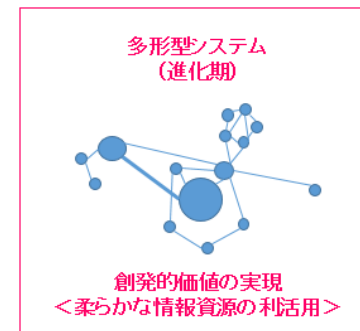 多形型システム
(進化期)
創発的価値の実現
＜柔らかな情報資源の利活用＞